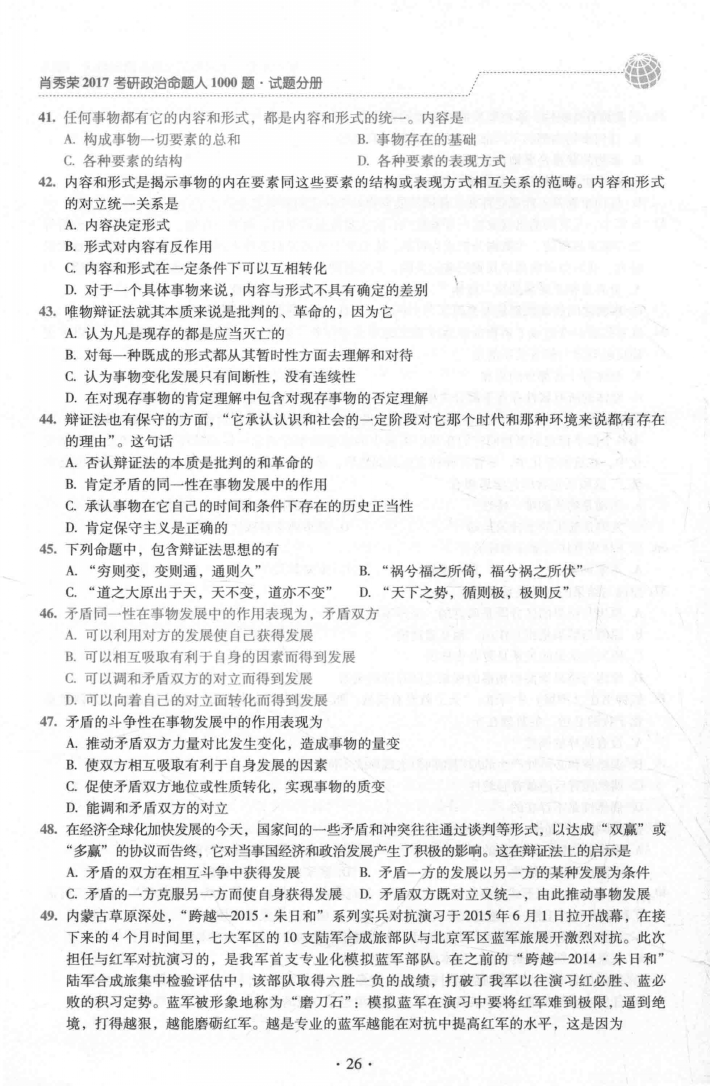 肖秀荣2017考研政治命题人1000题·试题分册
41. 任何事物都有它的内容和形式，都是内容和形式的统一。内容是
A. 构成事物一切要素的总和 B. 事物存在的基础
C. 各种要素的结构 D. 各种要素的表现方式
42. 内容和形式是揭示事物的内在要素同这些要素的结构或表现方式相互关系的范畴。内容和形式
的对立统一关系是
A. 内容决定形式
B. 形式对内容有反作用
C. 内容和形式在一定条件下可以互相转化
D. 对于一个具体事物来说，内容与形式不具有确定的差别
43. 唯物辩证法就其本质来说是批判的、革命的，因为它
A. 认为凡是现存的都是应当灭亡的
B. 对每一种既成的形式都从其暂时性方面去理解和对待
C. 认为事物变化发展只有间断性，没有连续性
D. 在对现存事物的肯定理解中包含对现存事物的否定理解
44. 辩证法也有保守的方面，“它承认认识和社会的一定阶段对它那个时代和那种环境来说都有存在
的理由”。这句话
A. 否认辩证法的本质是批判的和革命的
B. 肯定矛盾的同一性在事物发展中的作用
C. 承认事物在它自己的时间和条件下存在的历史正当性
D. 肯定保守主义是正确的
45. 下列命题中，包含辩证法思想的有
A. “穷则变，变则通，通则久” B. “祸兮福之所倚，福兮祸之所伏”
C. “道之大原出于天，天不变，道亦不变” D. “天下之势，循则极，极则反”
46. 矛盾同一性在事物发展中的作用表现为，矛盾双方
A. 可以利用对方的发展使自己获得发展
B. 可以相互吸取有利于自身的因素而得到发展
C. 可以调和矛盾双方的对立而得到发展
D. 可以向着自己的对立面转化而得到发展
47. 矛盾的斗争性在事物发展中的作用表现为
A. 推动矛盾双方力量对比发生变化，造成事物的量变
B. 使双方相互吸取有利于自身发展的因素
C. 促使矛盾双方地位或性质转化，实现事物的质变
D. 能调和矛盾双方的对立
48. 在经济全球化加快发展的今天，国家间的一些矛盾和冲突往往通过谈判等形式，以达成“双赢”或
“多赢”的协议而告终，它对当事国经济和政治发展产生了积极的影响。这在辩证法上的启示是
A. 矛盾的双方在相互斗争中获得发展 B. 矛盾一方的发展以另一方的某种发展为条件
C. 矛盾的一方克服另一方而使自身获得发展 D. 矛盾双方既对立又统一，由此推动事物发展
49. 内蒙古草原深处，“跨越—2015·朱日和”系列实兵对抗演习于2015年6月1日拉开战幕，在接
下来的4个月时间里，七大军区的10支陆军合成旅部队与北京军区蓝军旅展开激烈对抗。此次
担任与红军对抗演习的，是我军首支专业化模拟蓝军部队。在之前的“跨越—2014·朱日和”
陆军合成旅集中检验评估中，该部队取得六胜一负的战绩，打破了我军以往演习红必胜、蓝必
败的积习定势。蓝军被形象地称为“磨刀石”：模拟蓝军在演习中要将红军难到极限，逼到绝
境，打得越狠，越能磨砺红军。越是专业的蓝军越能在对抗中提高红军的水平，这是因为
·26·